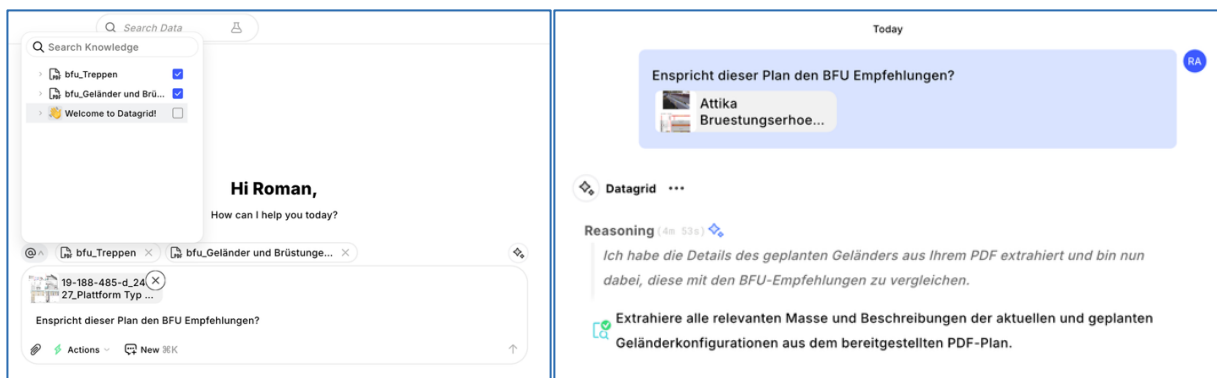 Search Data
Search Knowledge
bfu_Treppen
bfu_Geländer und Brü...
Welcome to Datagrid!
Hi Roman,
How can I help you today?
bfu_Treppen
bfu_Geländer und Brüstunge...
19-188-485-d_24
27_Plattform Typ ...
Enspricht dieser Plan den BFU Empfehlungen?
Actions
New ⌘K
Today
RA
Enspricht dieser Plan den BFU Empfehlungen?
Attika
Bruestungserhoe...
Datagrid
Reasoning (4m 53s)
Ich habe die Details des geplanten Geländers aus Ihrem PDF extrahiert und bin nun
dabei, diese mit den BFU-Empfehlungen zu vergleichen.
Extrahiere alle relevanten Masse und Beschreibungen der aktuellen und geplanten
Geländerkonfigurationen aus dem bereitgestellten PDF-Plan.